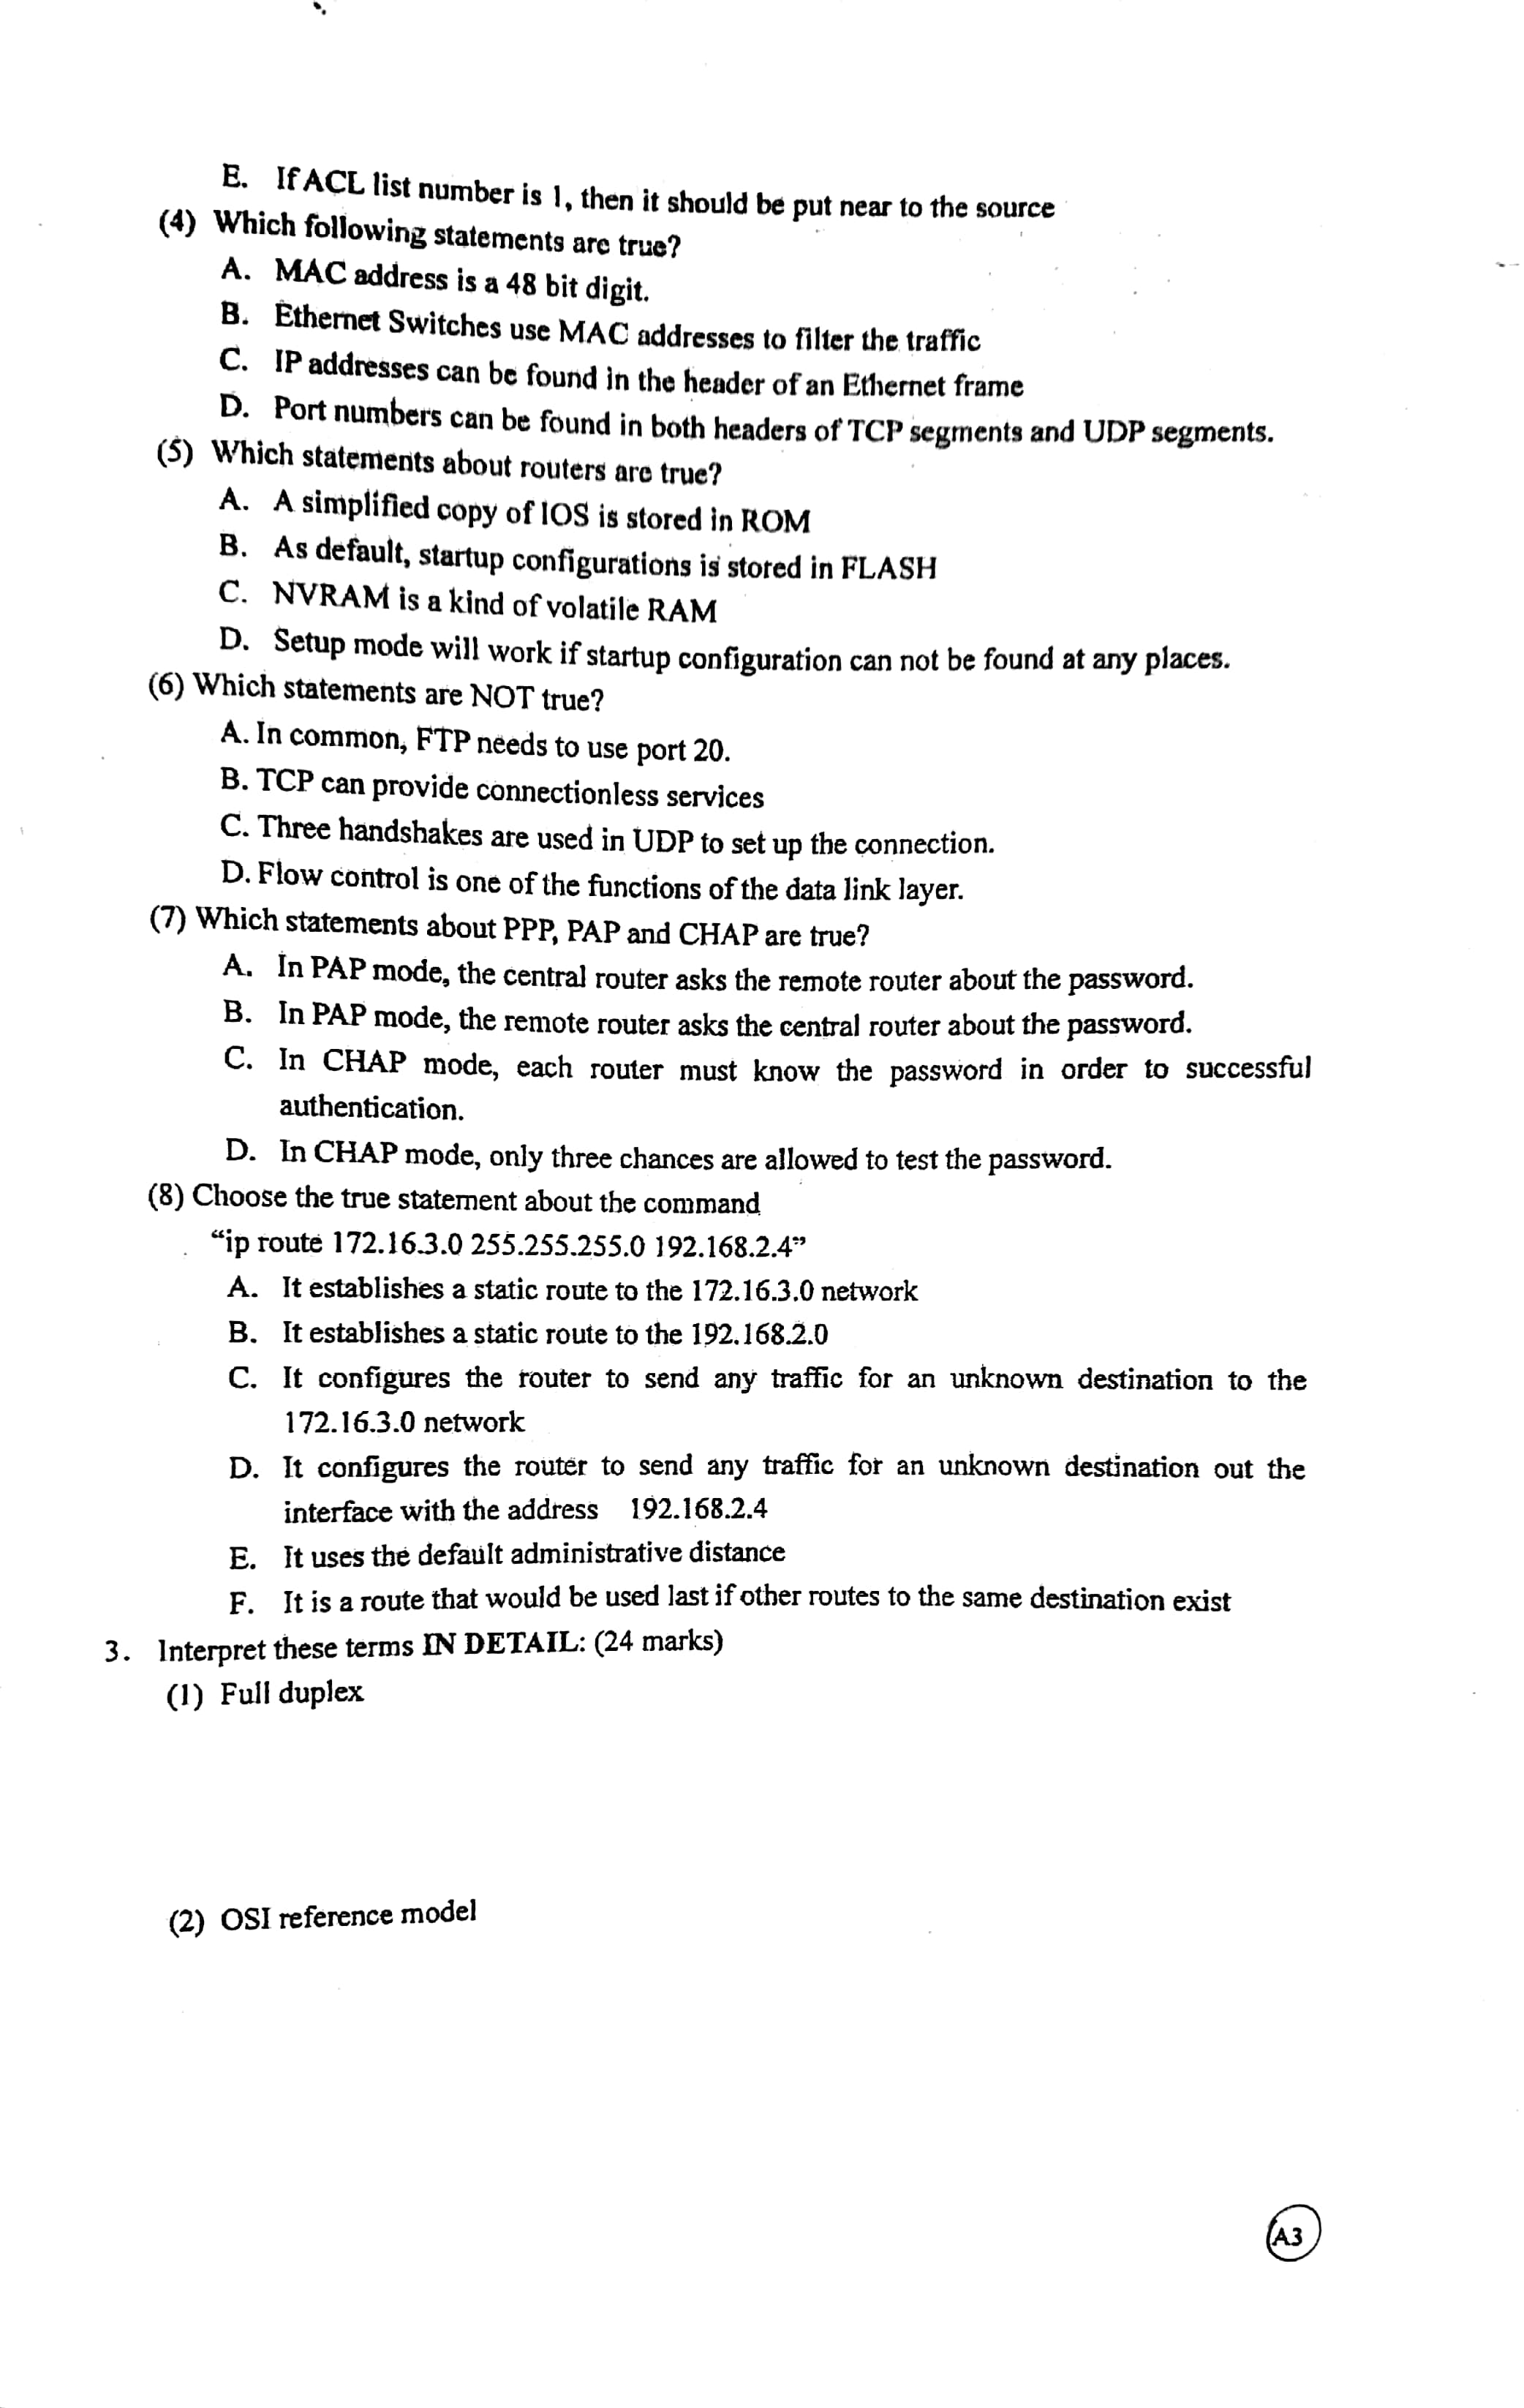 E. If ACL list number is 1, then it should be put near to the source
(4) Which following statements are true?
A. MAC address is a 48 bit digit.
B. Ethernet Switches use MAC addresses to filter the traffic
C. IP addresses can be found in the header of an Ethernet frame
D. Port numbers can be found in both headers of TCP segments and UDP segments.
(5) Which statements about routers are true?
A. A simplified copy of IOS is stored in ROM
B. As default, startup configurations is stored in FLASH
C. NVRAM is a kind of volatile RAM
D. Setup mode will work if startup configuration can not be found at any places.
(6) Which statements are NOT true?
A. In common, FTP needs to use port 20.
B. TCP can provide connectionless services
C. Three handshakes are used in UDP to set up the connection.
D. Flow control is one of the functions of the data link layer.
(7) Which statements about PPP, PAP and CHAP are true?
A. In PAP mode, the central router asks the remote router about the password.
B. In PAP mode, the remote router asks the central router about the password.
C. In CHAP mode, each router must know the password in order to successful
authentication.
D. In CHAP mode, only three chances are allowed to test the password.
(8) Choose the true statement about the command
“ip route 172.16.3.0 255.255.255.0 192.168.2.4”
A. It establishes a static route to the 172.16.3.0 network
B. It establishes a static route to the 192.168.2.0
C. It configures the router to send any traffic for an unknown destination to the
172.16.3.0 network
D. It configures the router to send any traffic for an unknown destination out the
interface with the address 192.168.2.4
E. It uses the default administrative distance
F. It is a route that would be used last if other routes to the same destination exist
3. Interpret these terms IN DETAIL: (24 marks)
(1) Full duplex
(2) OSI reference model
A3